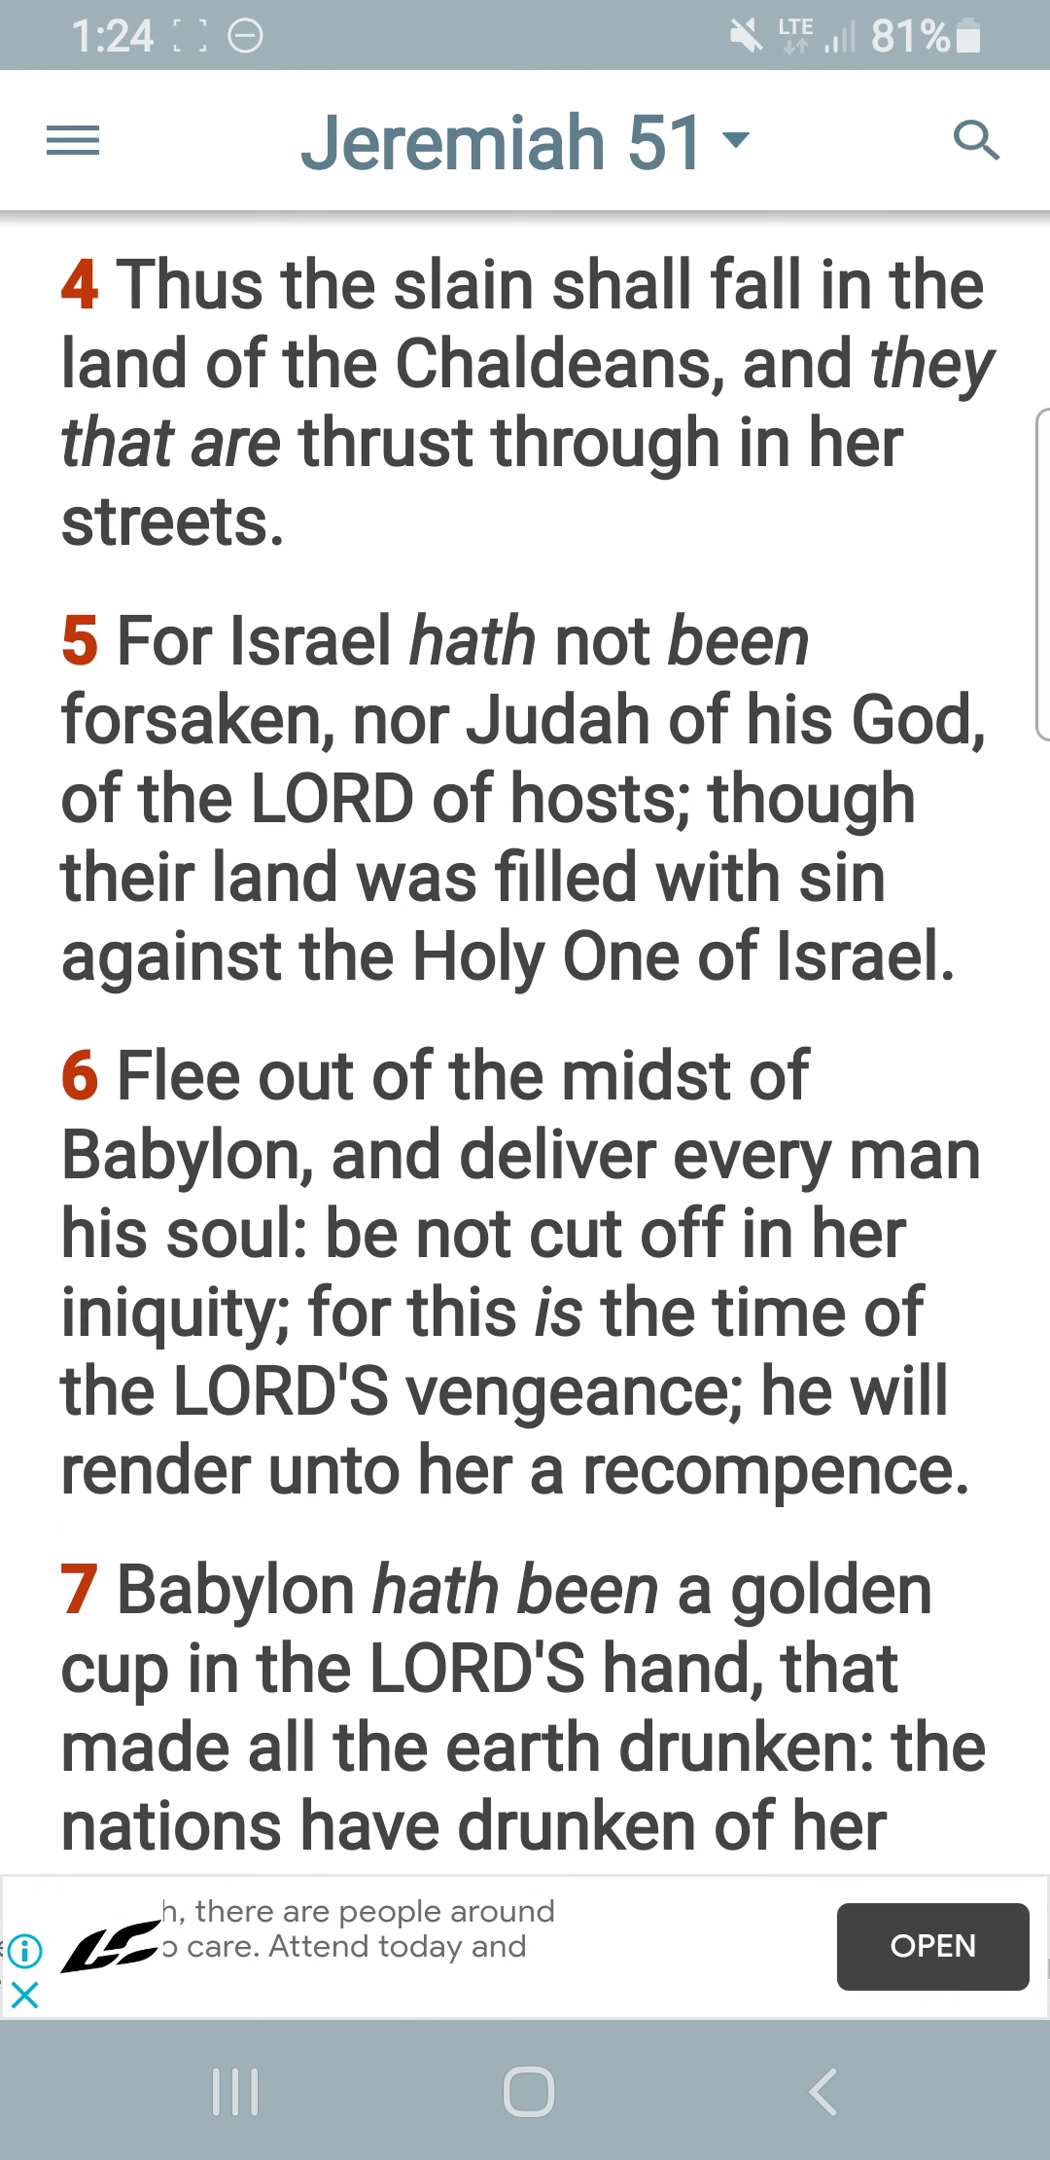 1:24 LTE 81%
Jeremiah 51
4 Thus the slain shall fall in the
land of the Chaldeans, and they
that are thrust through in her
streets.
5 For Israel hath not been
forsaken, nor Judah of his God,
of the LORD of hosts; though
their land was filled with sin
against the Holy One of Israel.
6 Flee out of the midst of
Babylon, and deliver every man
his soul: be not cut off in her
iniquity; for this is the time of
the LORD'S vengeance; he will
render unto her a recompence.
7 Babylon hath been a golden
cup in the LORD'S hand, that
made all the earth drunken: the
nations have drunken of her
h, there are people around
o care. Attend today and
OPEN